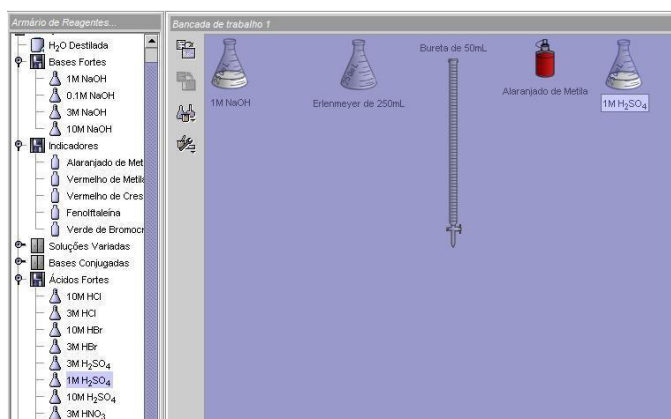 Armário de Reagentes...
H2O Destilada
Bases Fortes
1M NaOH
0.1M NaOH
3M NaOH
10M NaOH
Indicadores
Alaranjado de Met
Vermelho de Metila
Vermelho de Cres
Fenolftaleína
Verde de Bromocr
Soluções Variadas
Bases Conjugadas
Ácidos Fortes
10M HCl
3M HCl
10M HBr
3M HBr
3M H2SO4
1M H2SO4
10M H2SO4
3M HNO3
Bancada de trabalho 1
1M NaOH
Erlenmeyer de 250mL
Bureta de 50mL
Alaranjado de Metila
1M H2SO4